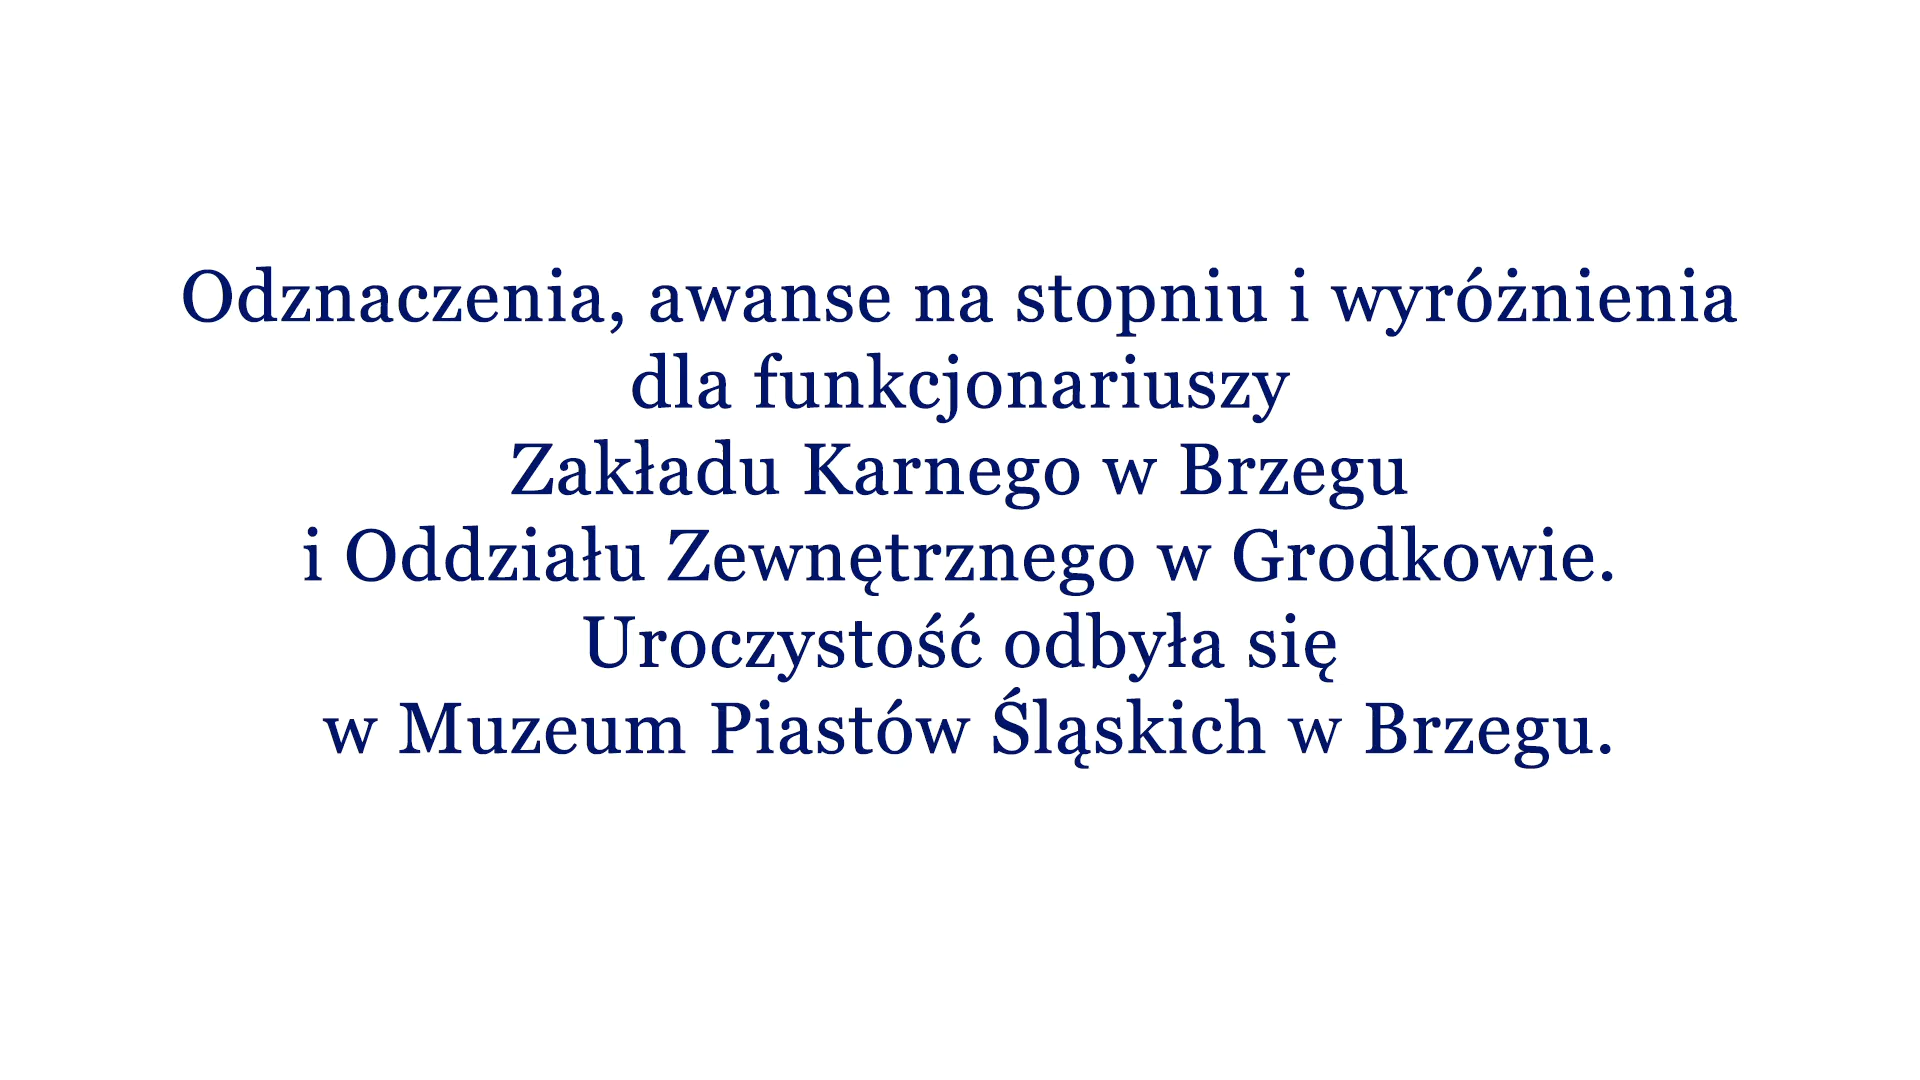 Odznaczenia, awanse na stopniu i wyróżnienia
dla funkcjonariuszy
Zakładu Karnego w Brzegu
i Oddziału Zewnętrznego w Grodkowie.
Uroczystość odbyła się
w Muzeum Piastów Śląskich w Brzegu.